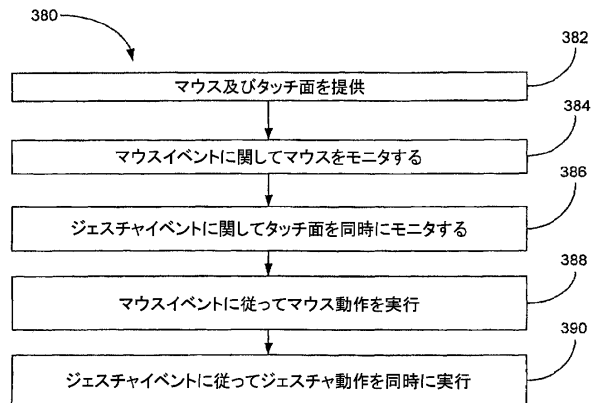 380
382
マウス及びタッチ面を提供
384
マウスイベントに関してマウスをモニタする
386
ジェスチャイベントに関してタッチ面を同時にモニタする
388
マウスイベントに従ってマウス動作を実行
390
ジェスチャイベントに従ってジェスチャ動作を同時に実行